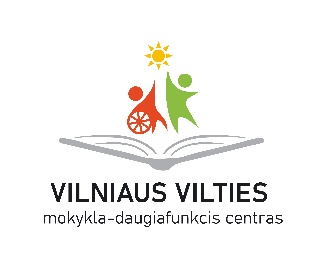 VILNIAUS VILTIES
mokykla-daugiafunkcis centras